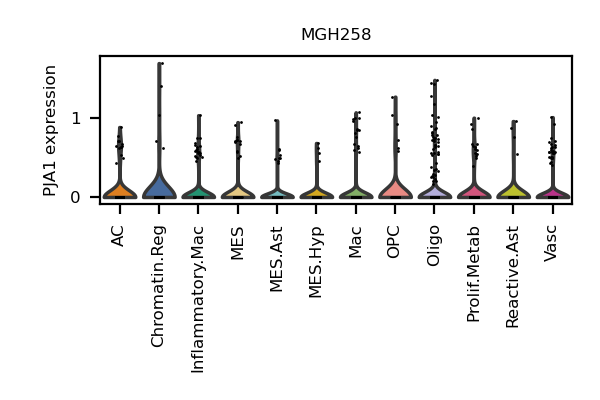 MGH258
PJA1 expression
1
0
AC
Chromatin.Reg
Inflammatory.Mac
MES
MES.Ast
MES.Hyp
Mac
OPC
Oligo
Prolif.Metab
Reactive.Ast
Vasc